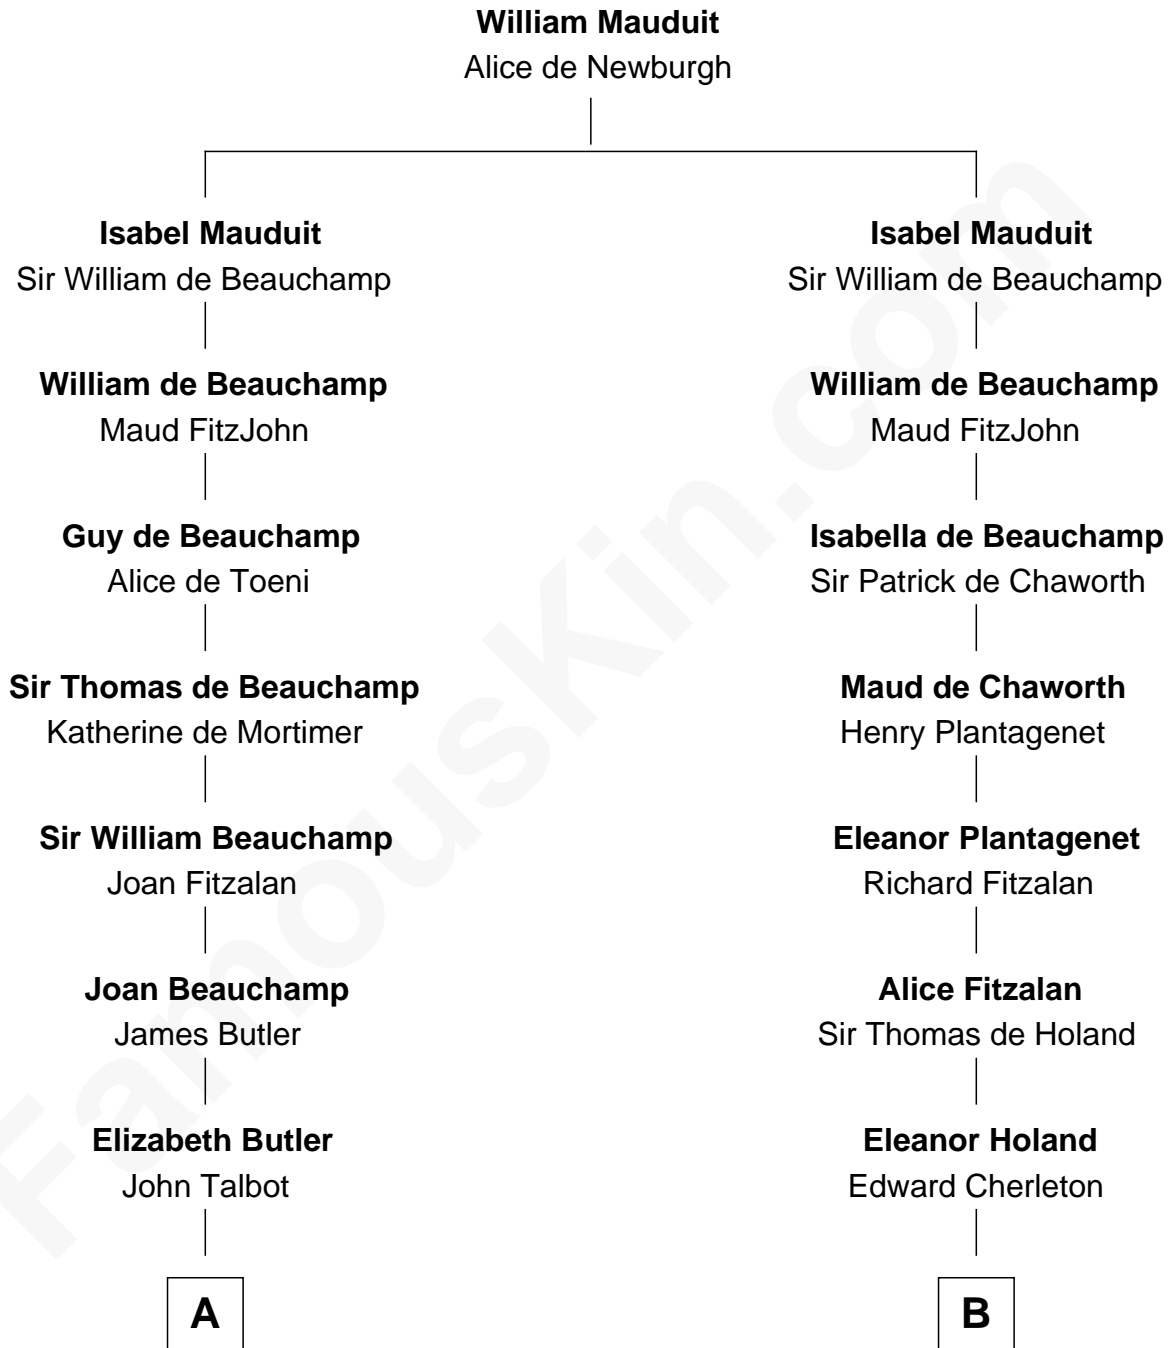 William Mauduit
Alice de Newburgh
Isabel Mauduit
Sir William de Beauchamp
Isabel Mauduit
Sir William de Beauchamp
William de Beauchamp
Maud FitzJohn
William de Beauchamp
Maud FitzJohn
Guy de Beauchamp
Alice de Toeni
Isabella de Beauchamp
Sir Patrick de Chaworth
Sir Thomas de Beauchamp
Katherine de Mortimer
Maud de Chaworth
Henry Plantagenet
Sir William Beauchamp
Joan Fitzalan
Eleanor Plantagenet
Richard Fitzalan
Joan Beauchamp
James Butler
Alice Fitzalan
Sir Thomas de Holand
Elizabeth Butler
John Talbot
Eleanor Holand
Edward Cherleton
A
B
FamousKin.com